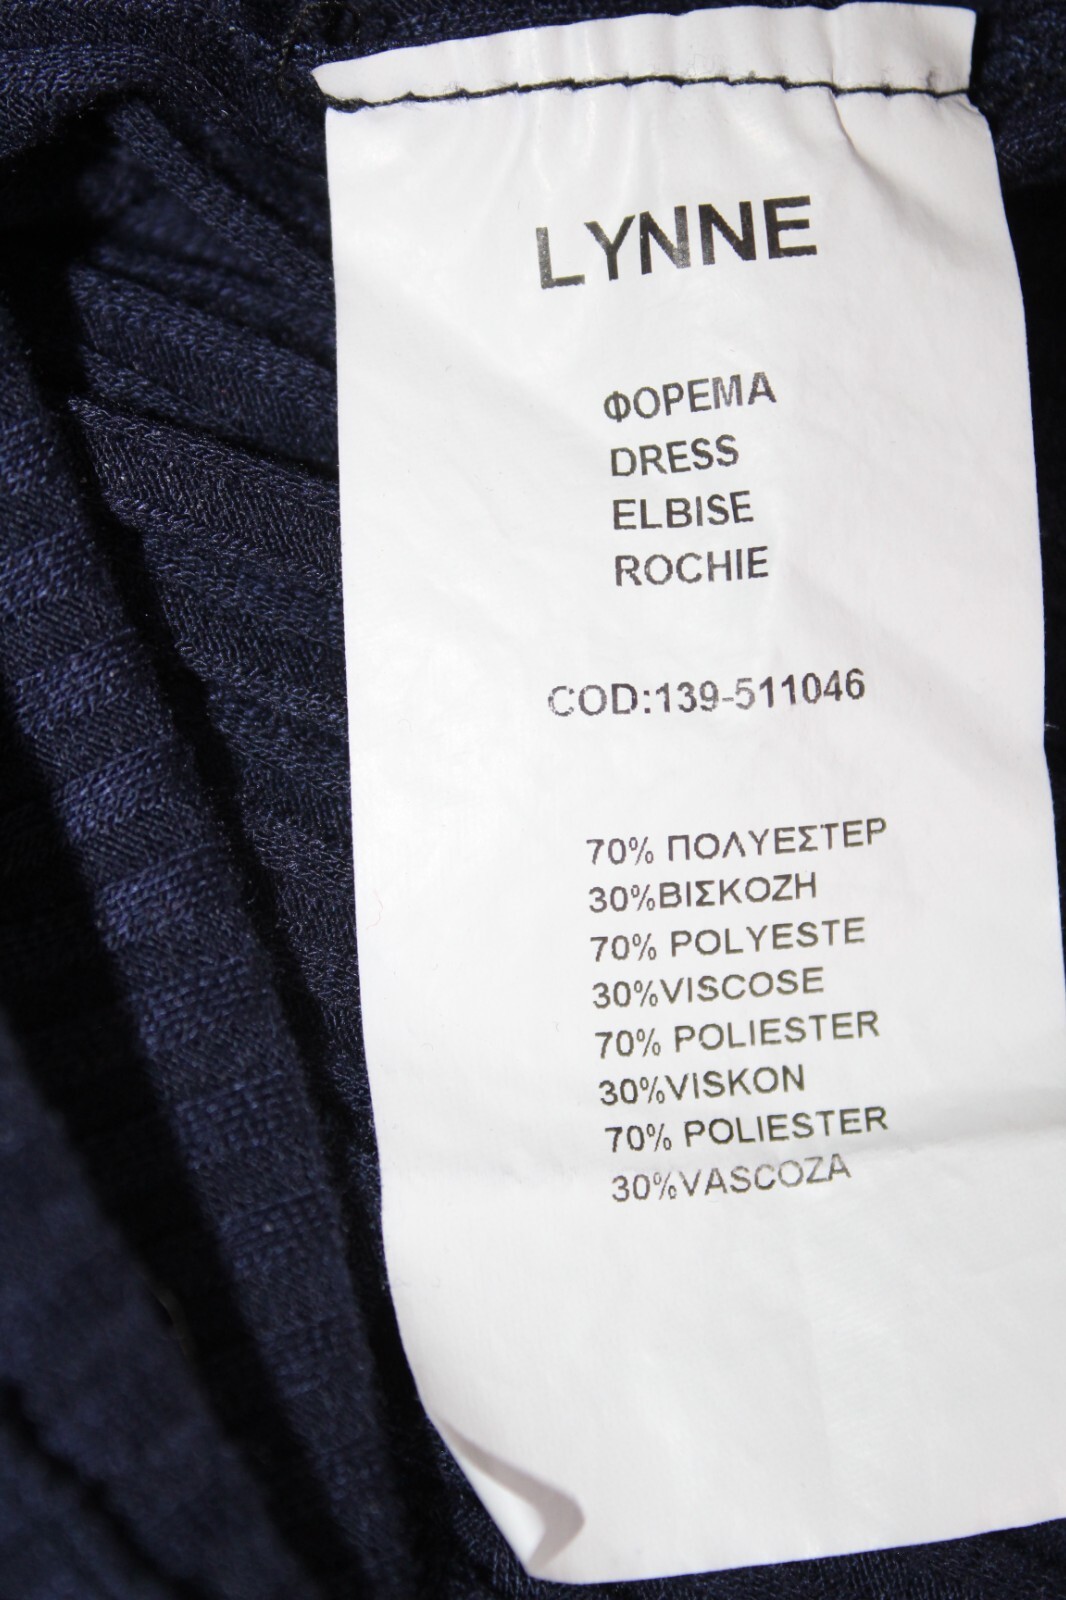 LYNNE
ΦΟΡΕΜΑ
DRESS
ELBISE
ROCHIE
COD:139-511046
70% ΠΟΛΥΕΣΤΕΡ
30%ΒΙΣΚΟΖΗ
70% POLYESTE
30%VISCOSE
70% POLIESTER
30%VISKON
70% POLIESTER
30%VASCOZA